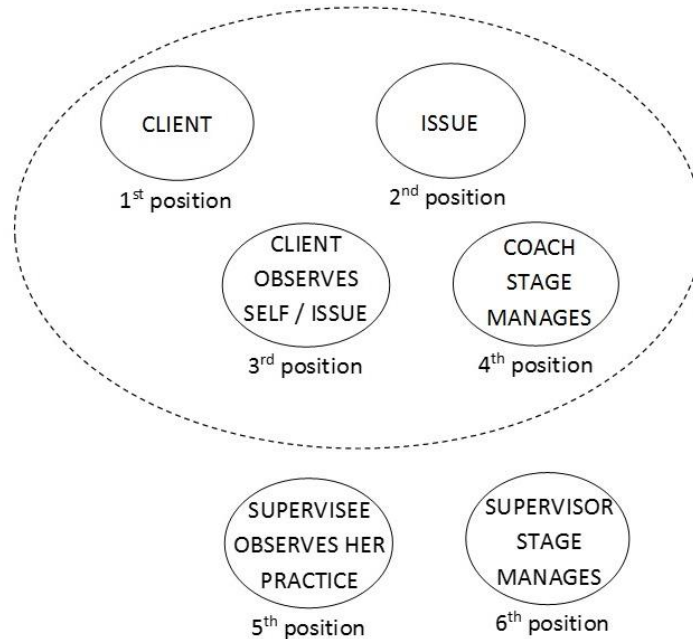 CLIENT
ISSUE
1st position
2nd position
CLIENT
OBSERVES
SELF / ISSUE
3rd position
COACH
STAGE
MANAGES
4th position
SUPERVISEE
OBSERVES HER
PRACTICE
5th position
SUPERVISOR
STAGE
MANAGES
6th position